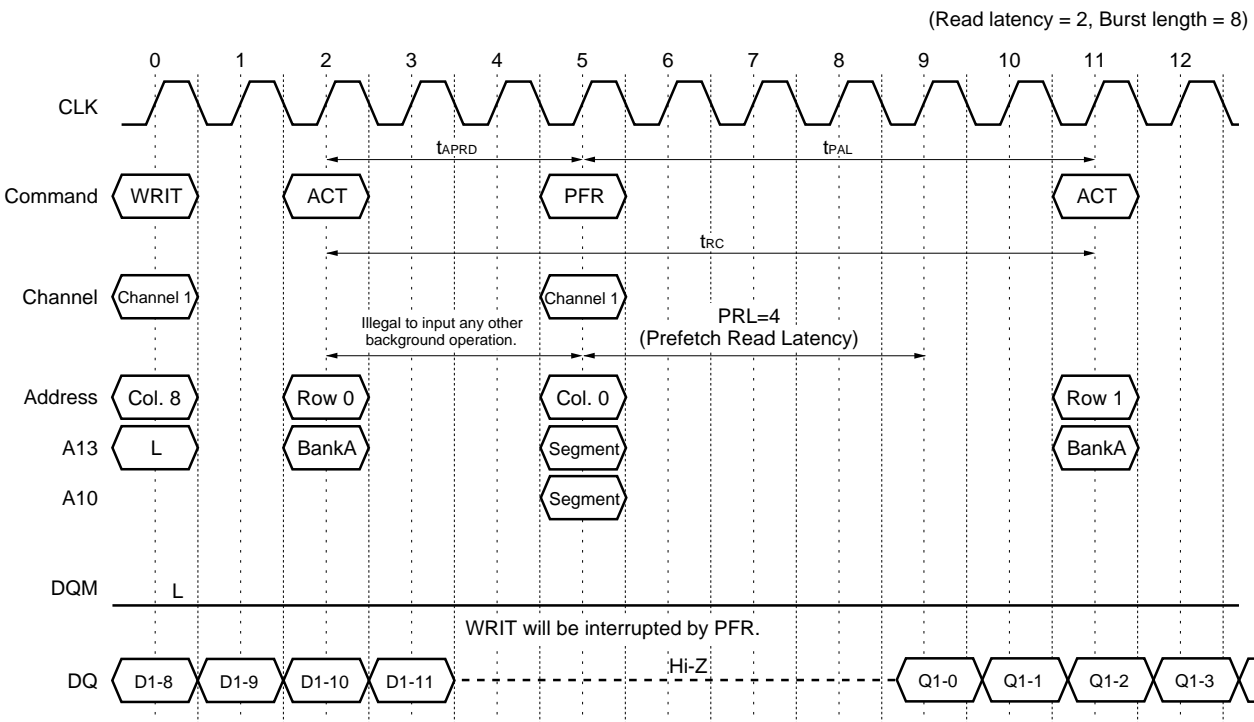 (Read latency = 2, Burst length = 8)
0 1 2 3 4 5 6 7 8 9 10 11 12
CLK
tAPRD tPAL
Command WRIT ACT PFR ACT
tRC
Channel Channel 1 Channel 1
Illegal to input any other
background operation.
PRL=4
(Prefetch Read Latency)
Address Col. 8 Row 0 Col. 0 Row 1
A13 L BankA Segment BankA
A10 Segment
DQM L
WRIT will be interrupted by PFR.
Hi-Z
DQ D1-8 D1-9 D1-10 D1-11 Q1-0 Q1-1 Q1-2 Q1-3